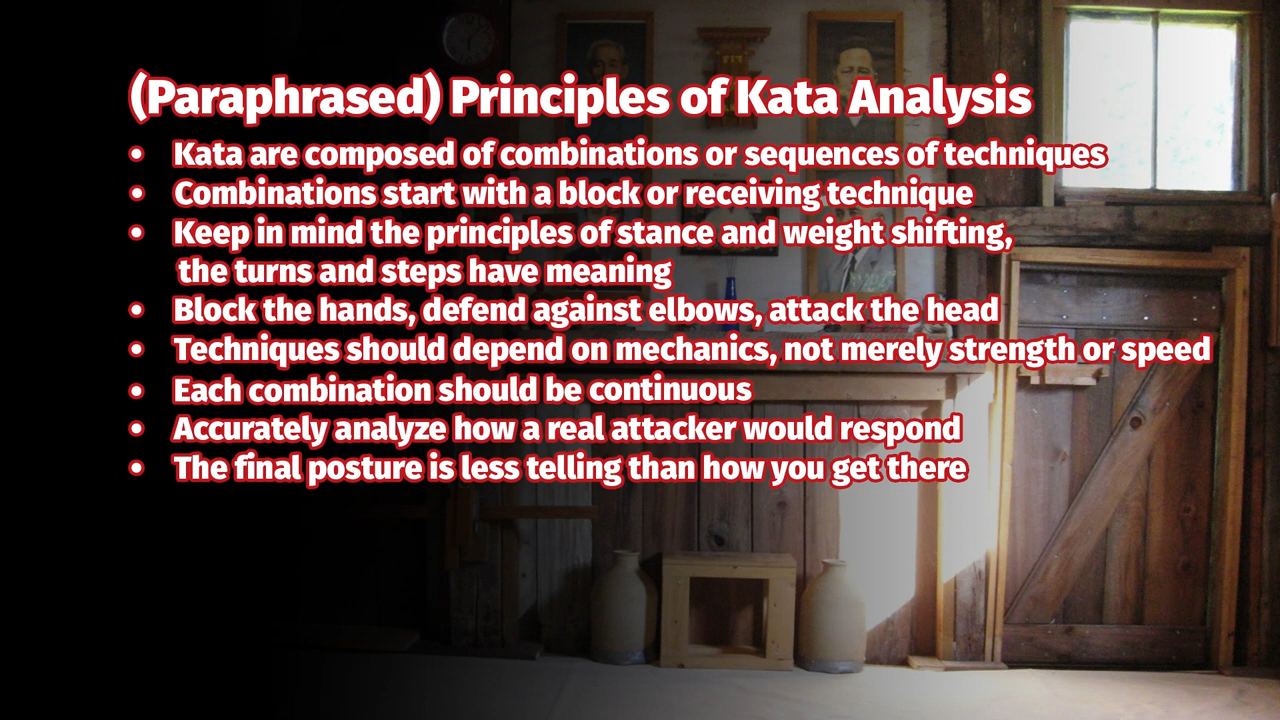 (Paraphrased) Principles of Kata Analysis
• Kata are composed of combinations or sequences of techniques
• Combinations start with a block or receiving technique
• Keep in mind the principles of stance and weight shifting,
the turns and steps have meaning
• Block the hands, defend against elbows, attack the head
• Techniques should depend on mechanics, not merely strength or speed
• Each combination should be continuous
• Accurately analyze how a real attacker would respond
• The final posture is less telling than how you get there